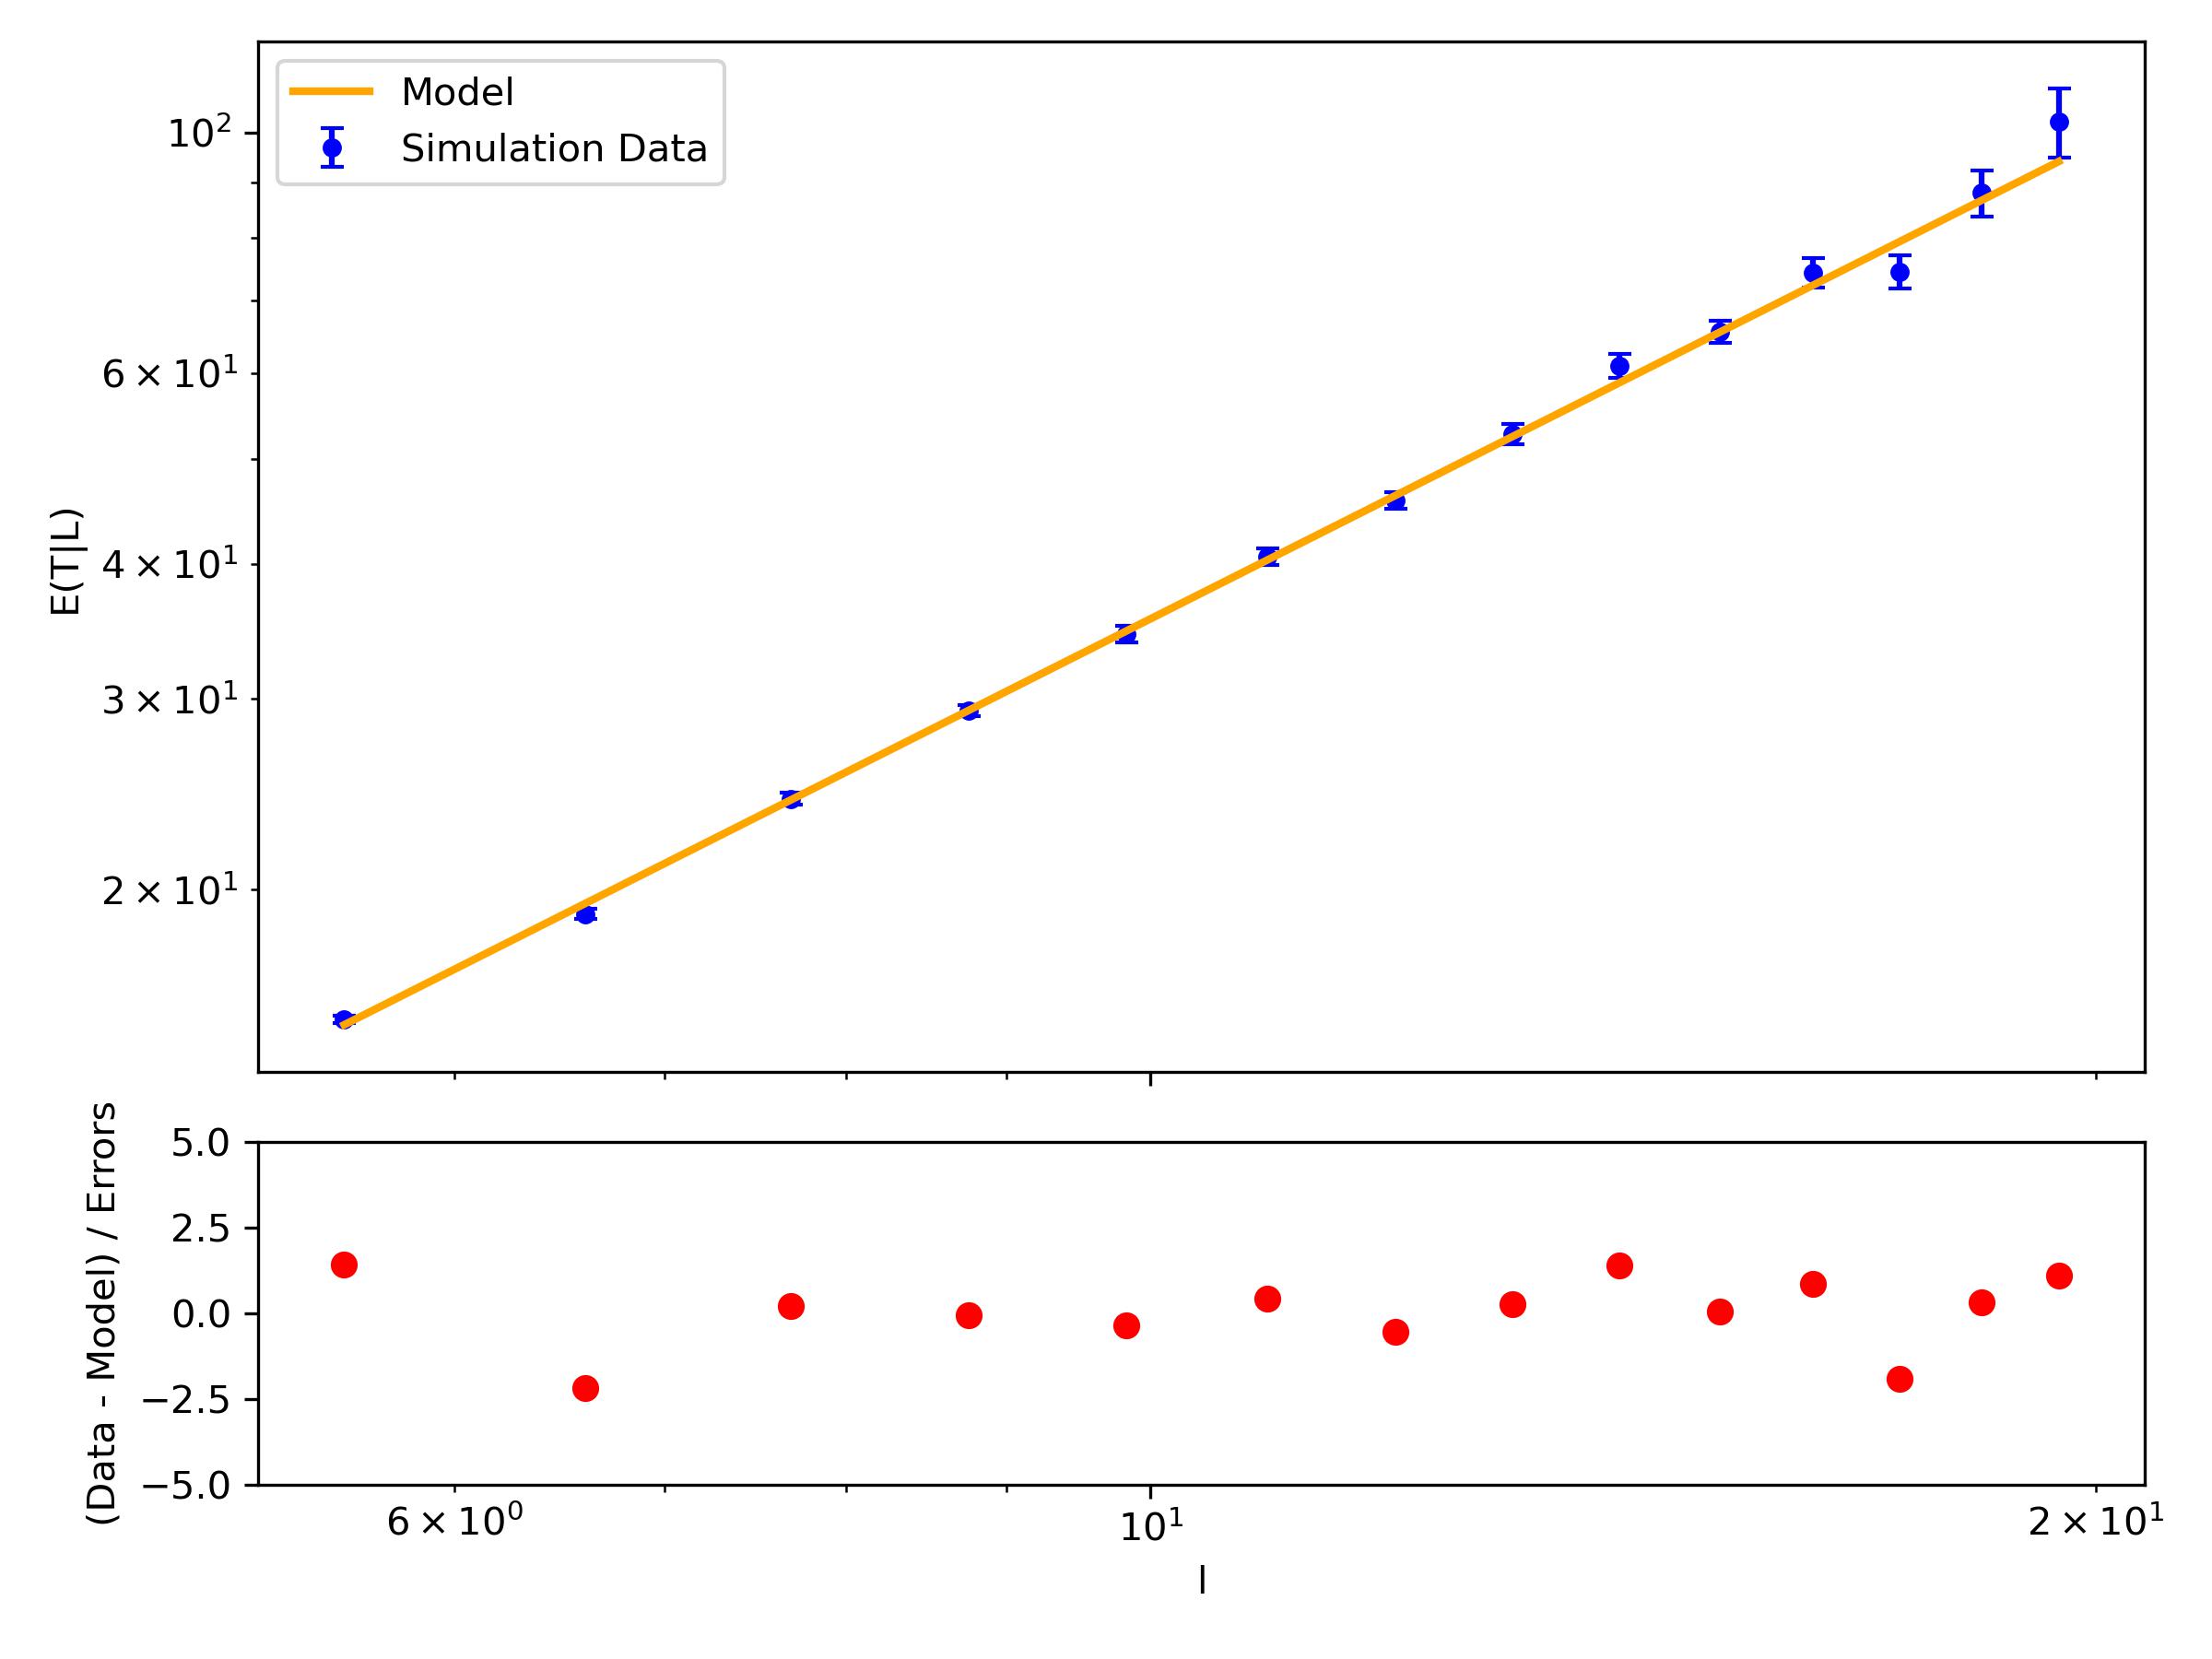 Model
Simulation Data
10²
6 × 10¹
4 × 10¹
3 × 10¹
2 × 10¹
E(T|L)
5.0
2.5
0.0
−2.5
−5.0
(Data - Model) / Errors
6 × 10⁰
10¹
2 × 10¹
l